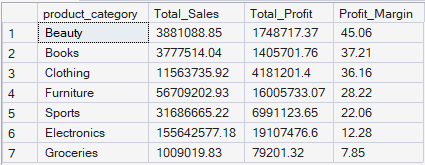 product_category Total_Sales Total_Profit Profit_Margin
1 Beauty 3881088.85 1748717.37 45.06
2 Books 3777514.04 1405701.76 37.21
3 Clothing 11563735.92 4181201.4 36.16
4 Furniture 56709202.93 16005733.07 28.22
5 Sports 31686665.22 6991123.65 22.06
6 Electronics 155642577.18 19107476.6 12.28
7 Groceries 1009019.83 79201.32 7.85